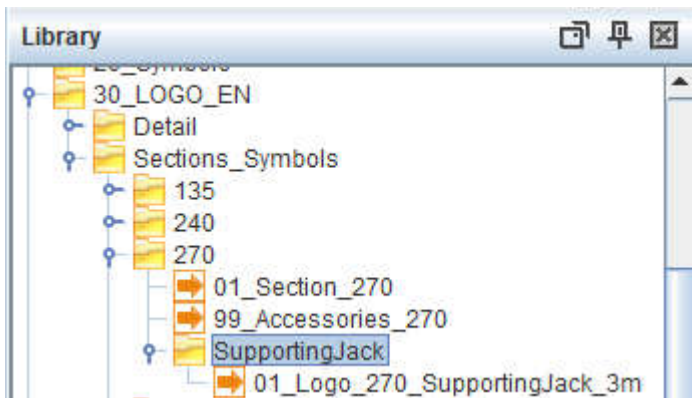 Library
30_LOGO_EN
Detail
Sections_Symbols
135
240
270
01_Section_270
99_Accessories_270
SupportingJack
01_Logo_270_SupportingJack_3m